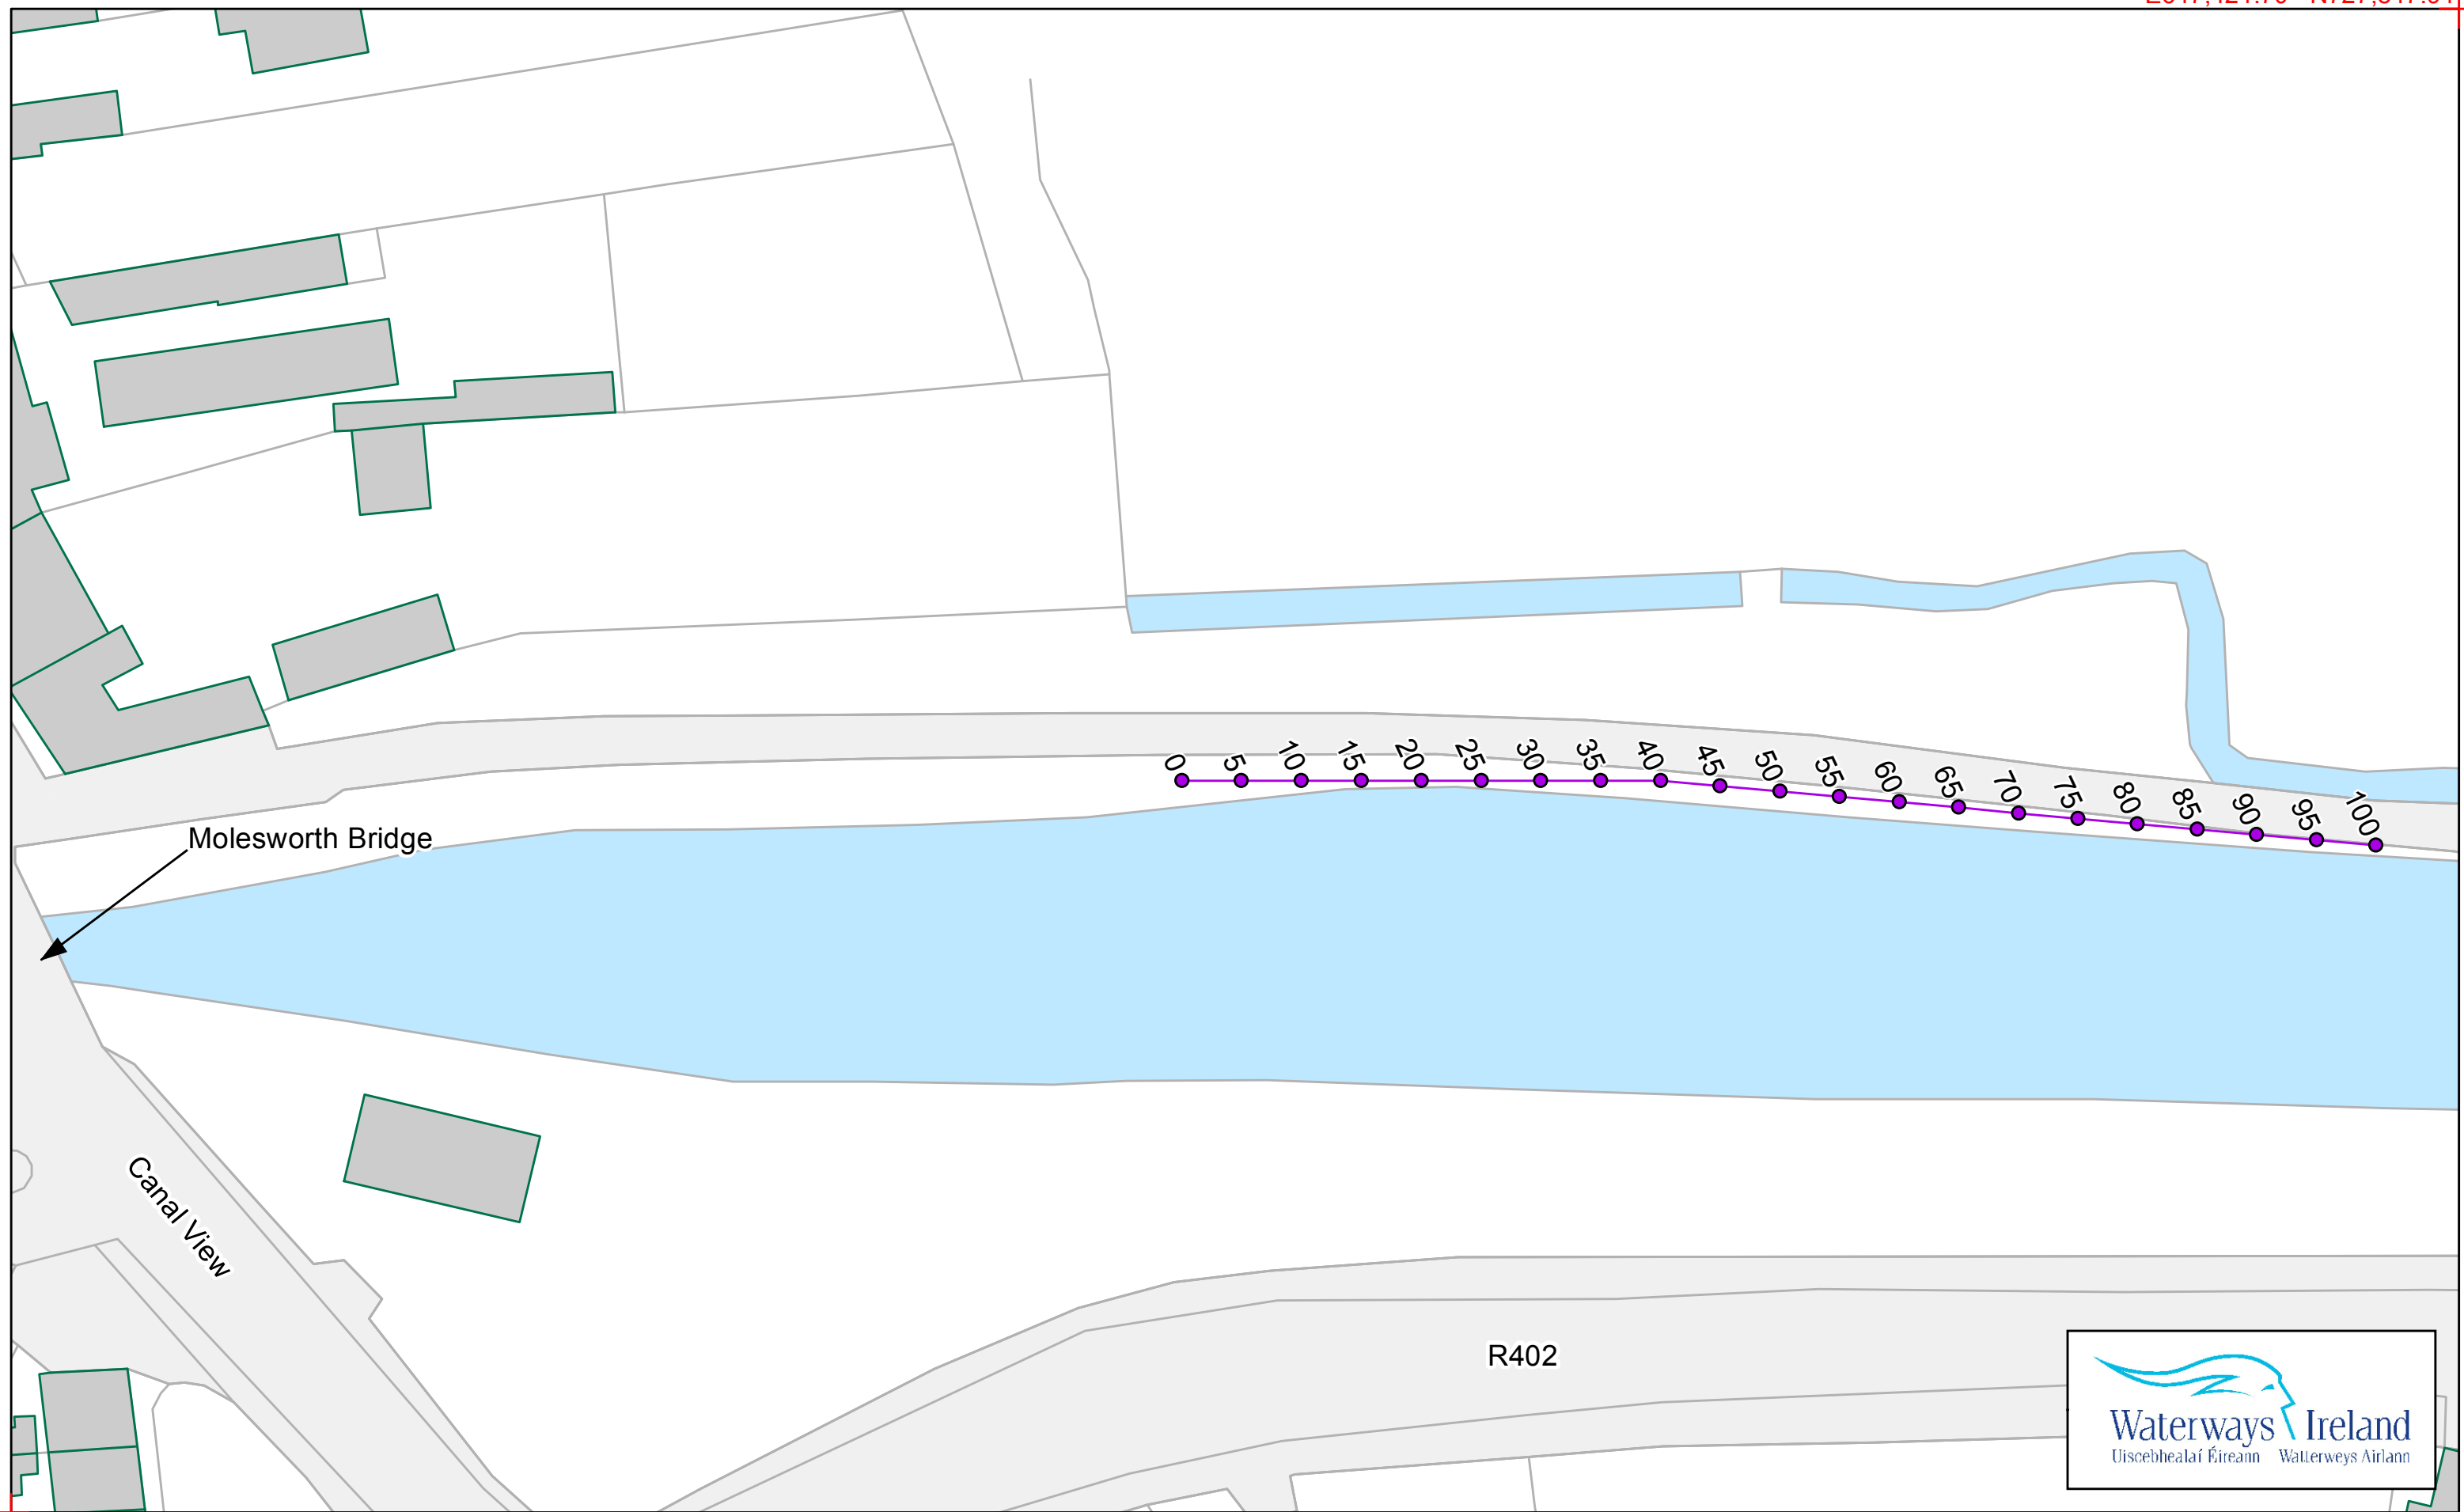 0 5 10 15 20 25 30 35 40 45 50 55 60 65 70 75 80 85 90 95 100
Molesworth Bridge
Canal View
R402
Waterways Ireland
Uiscebhealaí Éireann Watterweys Airlann